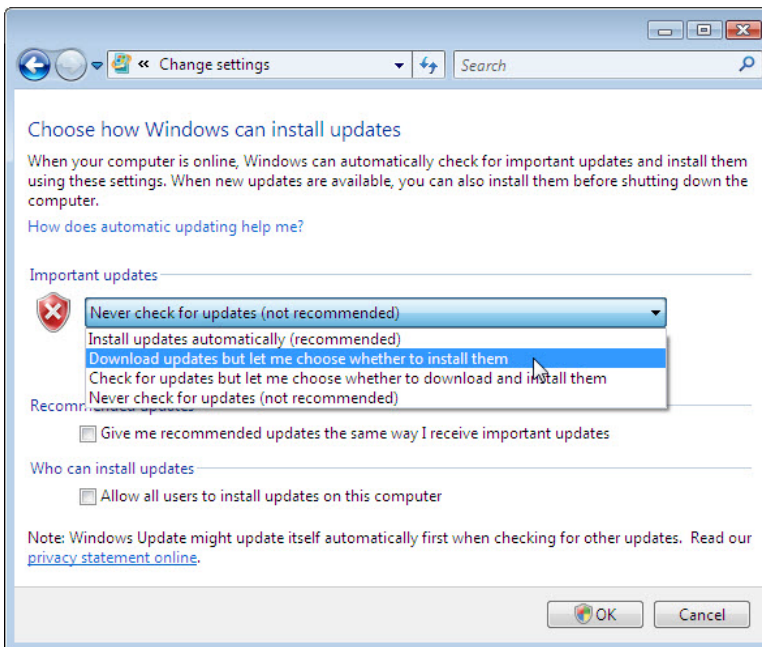 « Change settings
Search
Choose how Windows can install updates
When your computer is online, Windows can automatically check for important updates and install them
using these settings. When new updates are available, you can also install them before shutting down the
computer.
How does automatic updating help me?
Important updates
Never check for updates (not recommended)
Install updates automatically (recommended)
Download updates but let me choose whether to install them
Check for updates but let me choose whether to download and install them
Never check for updates (not recommended)
Recommended updates
Give me recommended updates the same way I receive important updates
Who can install updates
Allow all users to install updates on this computer
Note: Windows Update might update itself automatically first when checking for other updates. Read our
privacy statement online.
OK
Cancel